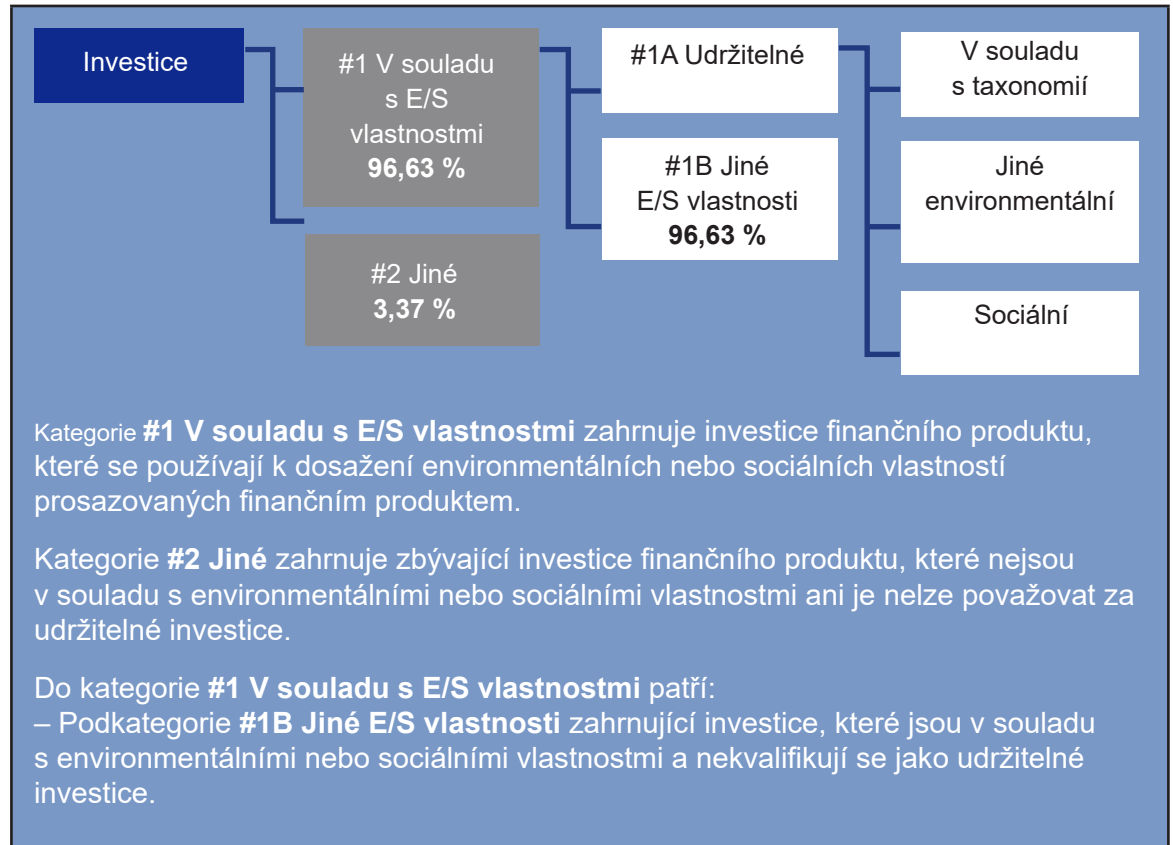 Investice
#1 V souladu
s E/S
vlastnostmi
96,63 %
#2 Jiné
3,37 %
#1A Udržitelné
#1B Jiné
E/S vlastnosti
96,63 %
V souladu
s taxonomií
Jiné
environmentální
Sociální
Kategorie #1 V souladu s E/S vlastnostmi zahrnuje investice finančního produktu,
které se používají k dosažení environmentálních nebo sociálních vlastností
prosazovaných finančním produktem.
Kategorie #2 Jiné zahrnuje zbývající investice finančního produktu, které nejsou
v souladu s environmentálními nebo sociálními vlastnostmi ani je nelze považovat za
udržitelné investice.
Do kategorie #1 V souladu s E/S vlastnostmi patří:
– Podkategorie #1B Jiné E/S vlastnosti zahrnující investice, které jsou v souladu
s environmentálními nebo sociálními vlastnostmi a nekvalifikují se jako udržitelné
investice.